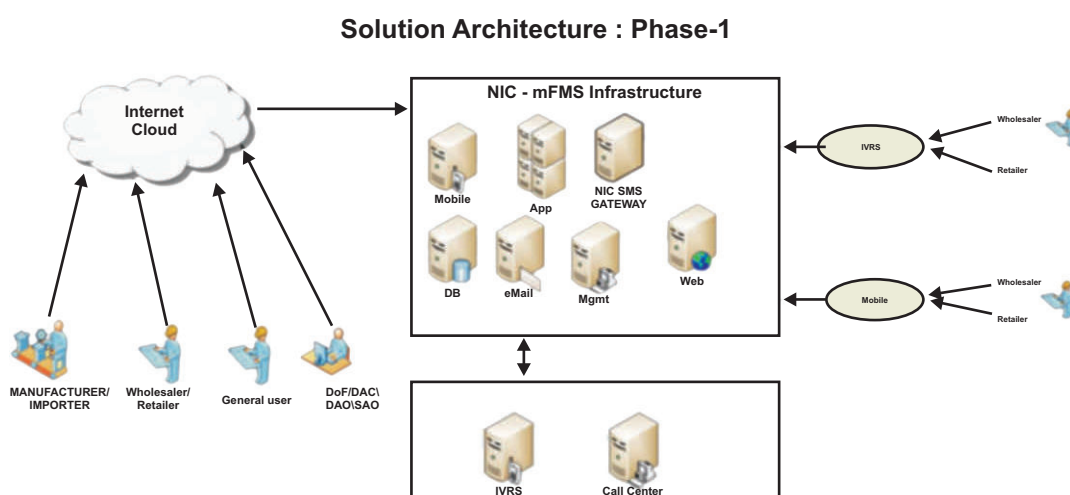 Solution Architecture : Phase-1
Internet
Cloud
NIC - mFMS Infrastructure
Mobile
App
NIC SMS
GATEWAY
DB
eMail
Mgmt
Web
IVRS
Wholesaler
Retailer
Mobile
Wholesaler
Retailer
MANUFACTURER/
IMPORTER
Wholesaler/
Retailer
General user
DoF/DAC\
DAO\SAO
IVRS
Call Center